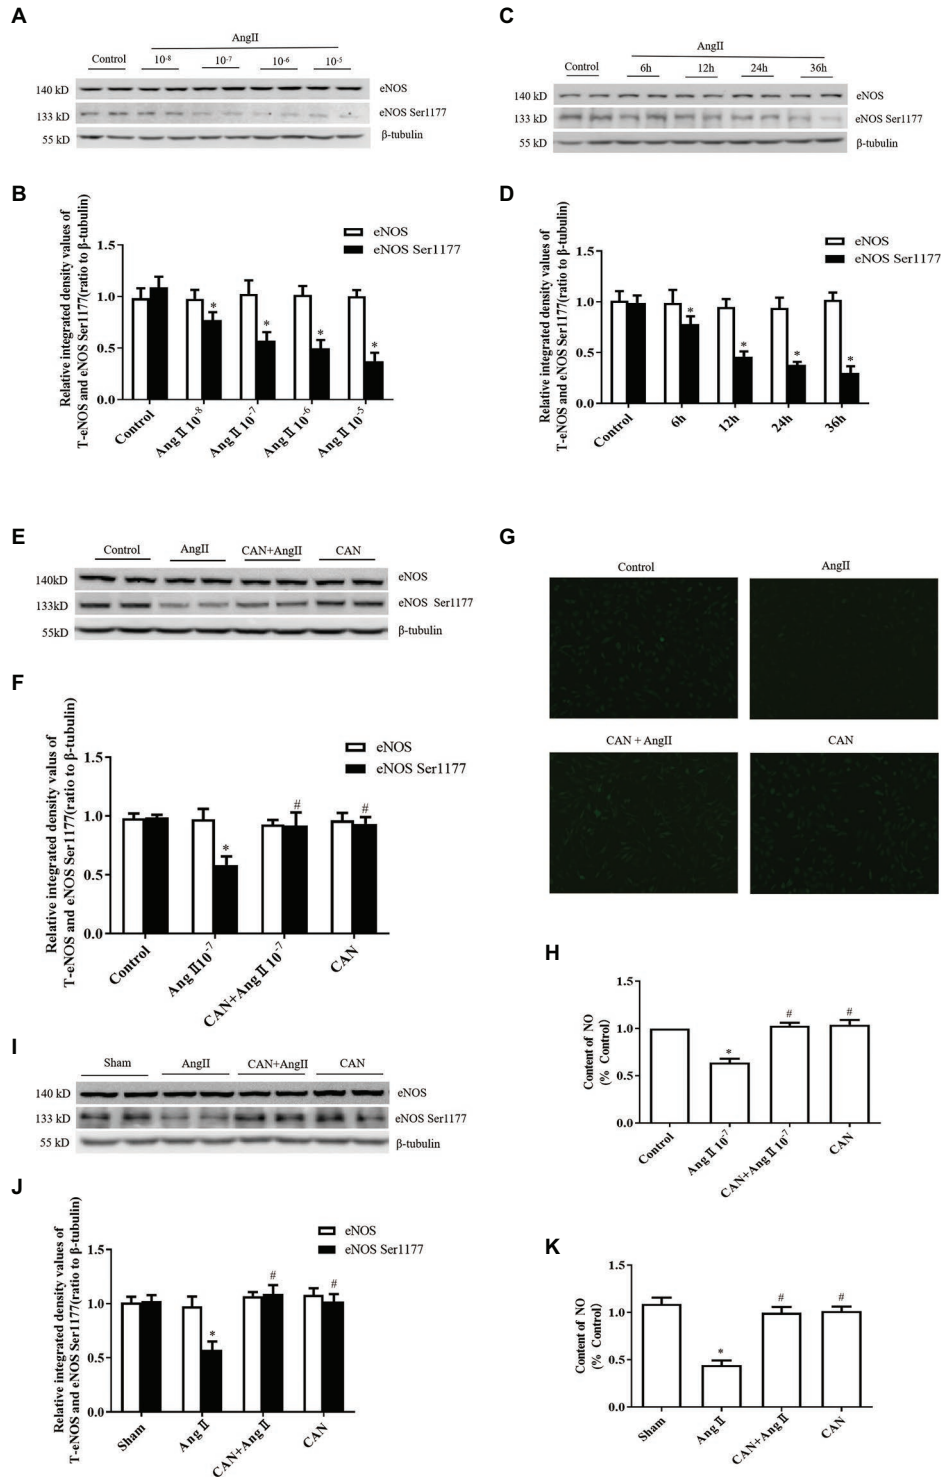 A
AngII
Control 10-8 10-7 10-6 10-5
140 kD eNOS
133 kD eNOS Ser1177
55 kD β-tubulin
C
AngII
Control 6h 12h 24h 36h
140 kD eNOS
133 kD eNOS Ser1177
55 kD β-tubulin
B
Relative integrated density values of
T-eNOS and eNOS Ser1177(ratio to β-tubulin)
eNOS
eNOS Ser1177
1.5
1.0
0.5
0.0
* * * *
Control Ang II 10-8 Ang II 10-7 Ang II 10-6 Ang II 10-5
D
Relative integrated density values of
T-eNOS and eNOS Ser1177(ratio to β-tubulin)
eNOS
eNOS Ser1177
1.5
1.0
0.5
0.0
* * * *
Control 6h 12h 24h 36h
E
Control AngII CAN+AngII CAN
140kD eNOS
133kD eNOS Ser1177
55kD β-tubulin
F
Relative integrated density valus of
T-eNOS and eNOS Ser1177(ratio to β-tubulin)
eNOS
eNOS Ser1177
1.5
1.0
0.5
0.0
* # #
Control Ang II10-7 CAN+Ang II 10-7 CAN
G
Control AngII
CAN + AngII CAN
H
Content of NO
(% Control)
1.5
1.0
0.5
0.0
* # #
Control Ang II 10-7 CAN+Ang II 10-7 CAN
I
Sham AngII CAN+AngII CAN
140 kD eNOS
133 kD eNOS Ser1177
55 kD β-tubulin
J
Relative integrated density values of
T-eNOS and eNOS Ser1177(ratio to β-tubulin)
eNOS
eNOS Ser1177
1.5
1.0
0.5
0.0
* # #
Sham Ang II CAN+Ang II CAN
K
Content of NO
(% Control)
1.5
1.0
0.5
0.0
* # #
Sham Ang II CAN+Ang II CAN